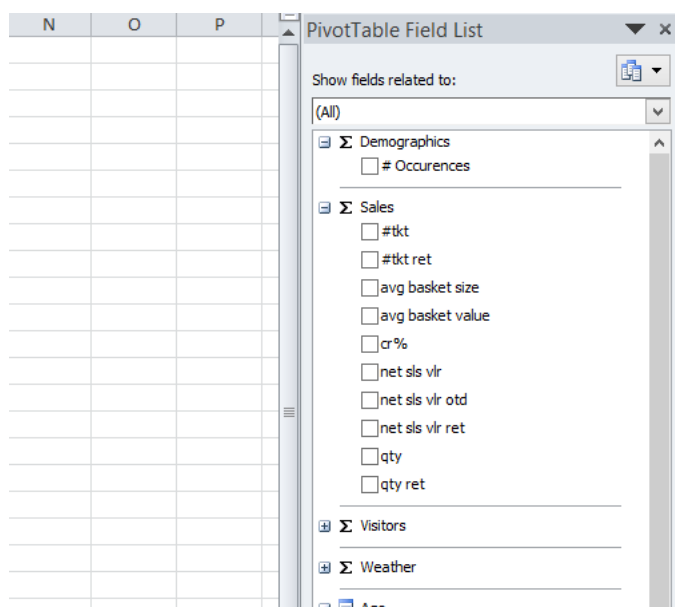 N O P
PivotTable Field List
Show fields related to:
(All)
Σ Demographics
# Occurences
Σ Sales
#tkt
#tkt ret
avg basket size
avg basket value
cr%
net sls vlr
net sls vlr otd
net sls vlr ret
qty
qty ret
Σ Visitors
Σ Weather